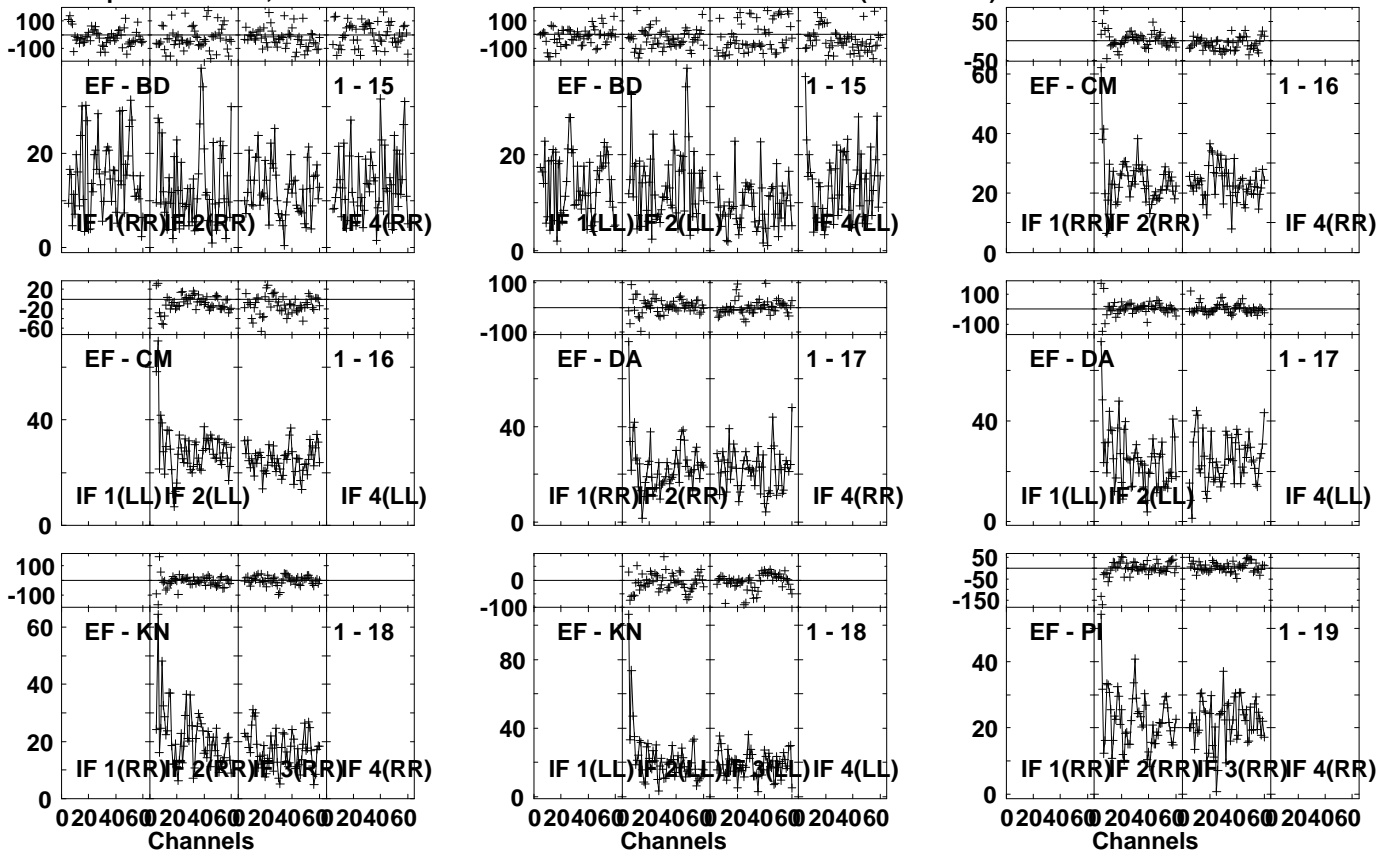 100
-100
EF - BD 1 - 15
20
0
IF 1(RR) IF 2(RR) IF 4(RR)
100
-100
EF - BD 1 - 15
20
0
IF 1(LL) IF 2(LL) IF 4(LL)
50
-50
60
EF - CM 1 - 16
40
20
0
IF 1(RR) IF 2(RR) IF 4(RR)
20
-20
-60
EF - CM 1 - 16
40
0
IF 1(LL) IF 2(LL) IF 4(LL)
100
-100
EF - DA 1 - 17
40
0
IF 1(RR) IF 2(RR) IF 4(RR)
100
-100
EF - DA 1 - 17
40
0
IF 1(LL) IF 2(LL) IF 4(LL)
100
-100
60
EF - KN 1 - 18
40
20
0
IF 1(RR) IF 2(RR) IF 3(RR) IF 4(RR)
0 20 40 60 0 20 40 60 0 20 40 60 0 20 40 60
Channels
0
-100
EF - KN 1 - 18
80
40
0
IF 1(LL) IF 2(LL) IF 3(LL) IF 4(LL)
0 20 40 60 0 20 40 60 0 20 40 60 0 20 40 60
Channels
50
-50
-150
EF - PI 1 - 19
40
20
0
IF 1(RR) IF 2(RR) IF 3(RR) IF 4(RR)
0 20 40 60 0 20 40 60 0 20 40 60 0 20 40 60
Channels